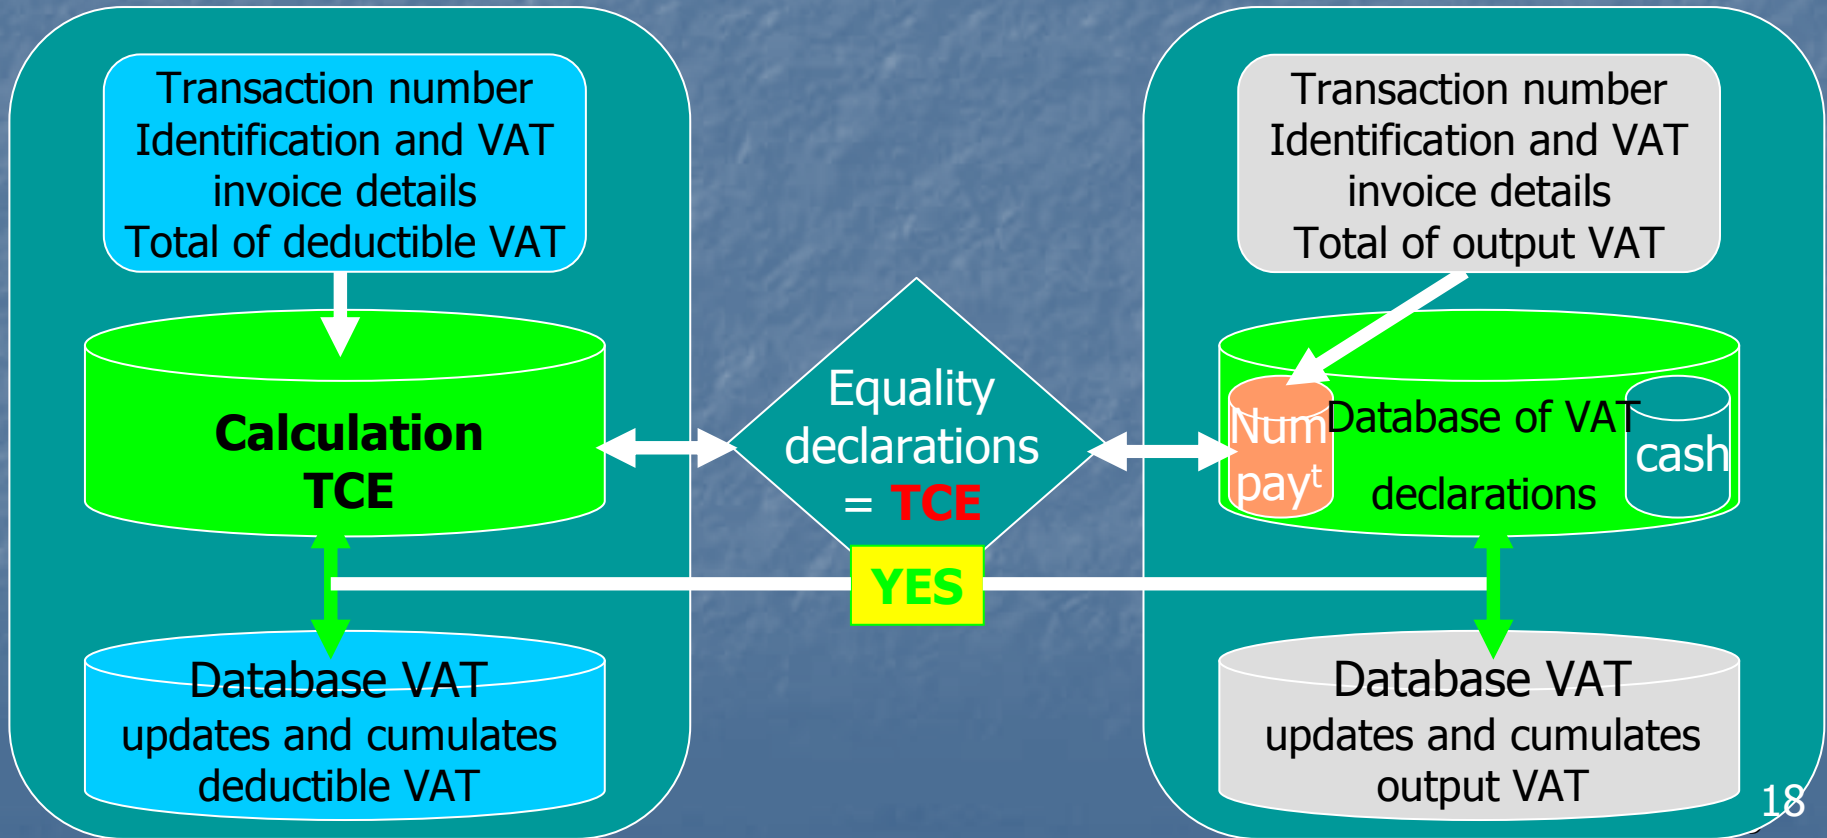 Transaction number
Identification and VAT
invoice details
Total of deductible VAT
Calculation
TCE
Database VAT
updates and cumulates
deductible VAT
Equality
declarations
= TCE
YES
Transaction number
Identification and VAT
invoice details
Total of output VAT
Num
payᵗ
Database of VAT
declarations
cash
Database VAT
updates and cumulates
output VAT
18